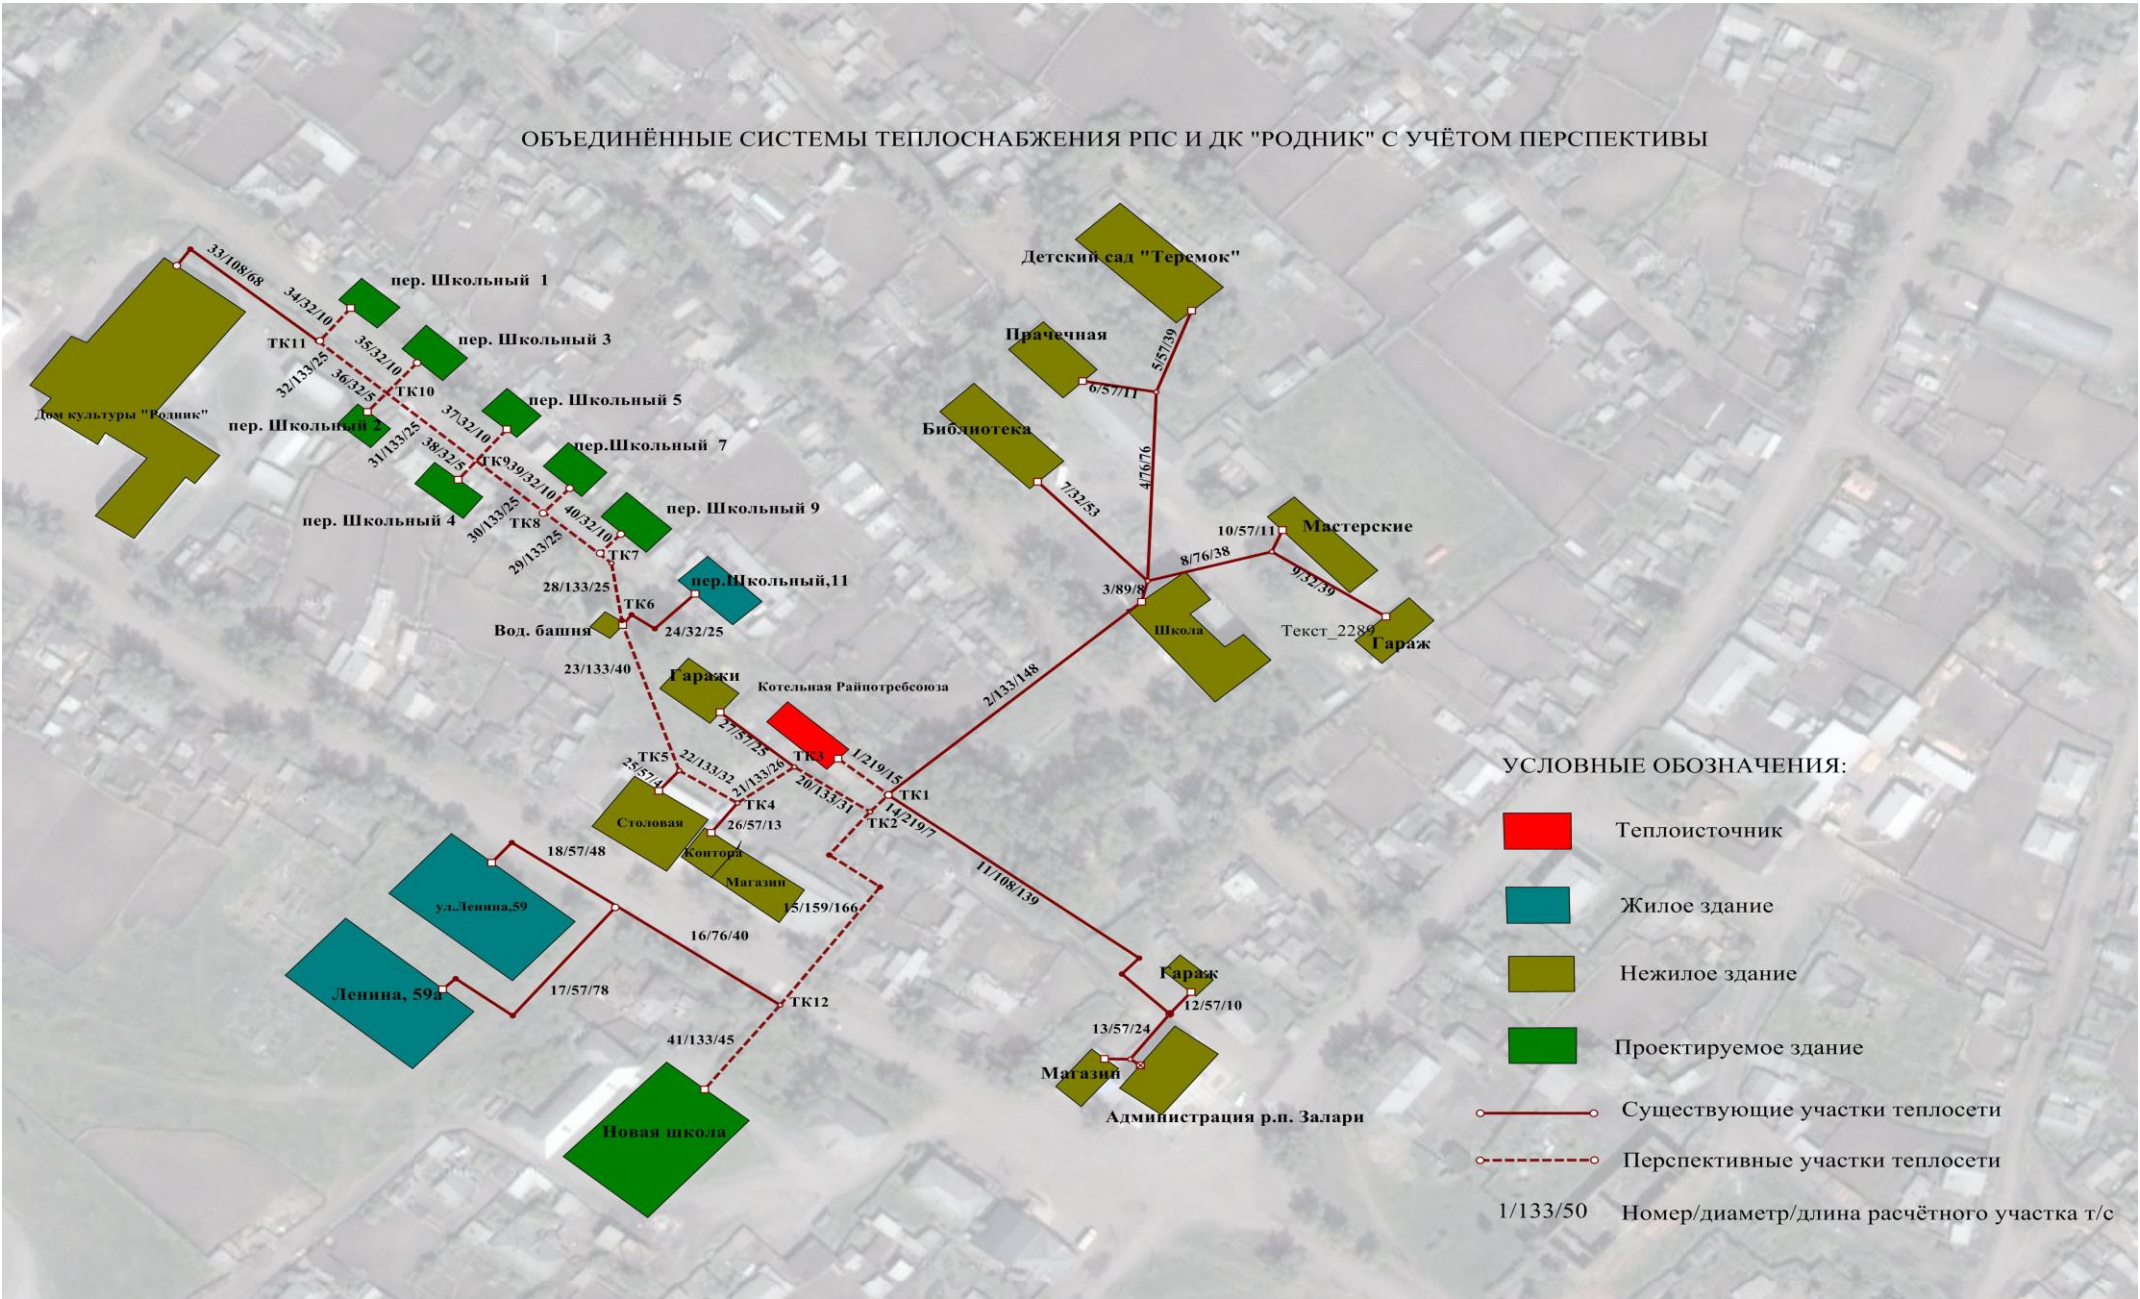 ОБЪЕДИНЁННЫЕ СИСТЕМЫ ТЕПЛОСНАБЖЕНИЯ РПС И ДК "РОДНИК" С УЧЁТОМ ПЕРСПЕКТИВЫ
33/108/68
34/32/10
пер. Школьный 1
ТК11
32/133/25
35/32/10
пер. Школьный 3
36/32/5
ТК10
Дом культуры "Родник"
пер. Школьный 2
31/133/25
37\32/10
пер. Школьный 5
38/32/5
ТК9
39/32/10
пер.Школьный 7
пер. Школьный 4
30/133/25
ТК8
40/32/10
пер. Школьный 9
29/133/25
ТК7
28/133/25
пер.Школьный,11
ТК6
Вод. башня
24/32/25
23/133/40
Детский сад "Теремок"
Прачечная
5/57/39
6/57/11
Библиотека
4/76/76
7/32/53
10/57/11
Мастерские
8/76/38
9/32/39
3/89/8
Школа
Текст_2289
Гараж
2/133/148
Гаражи
Котельная Райпотребсоюза
27/57/25
ТК3
1/219/15
ТК5
22/133/32
21/133/26
20/133/31
25/57/4
ТК4
ТК1
ТК2
14/219/7
26/57/13
Столовая
Контора
Магазин
15/159/166
11/108/139
18/57/48
ул.Ленина,59
16/76/40
Ленина, 59а
17/57/78
ТК12
41/133/45
Новая школа
Гараж
12/57/10
13/57/24
Магазин
Администрация р.п. Залари
УСЛОВНЫЕ ОБОЗНАЧЕНИЯ:
Теплоисточник
Жилое здание
Нежилое здание
Проектируемое здание
Существующие участки теплосети
Перспективные участки теплосети
1/133/50 Номер/диаметр/длина расчётного участка т/с